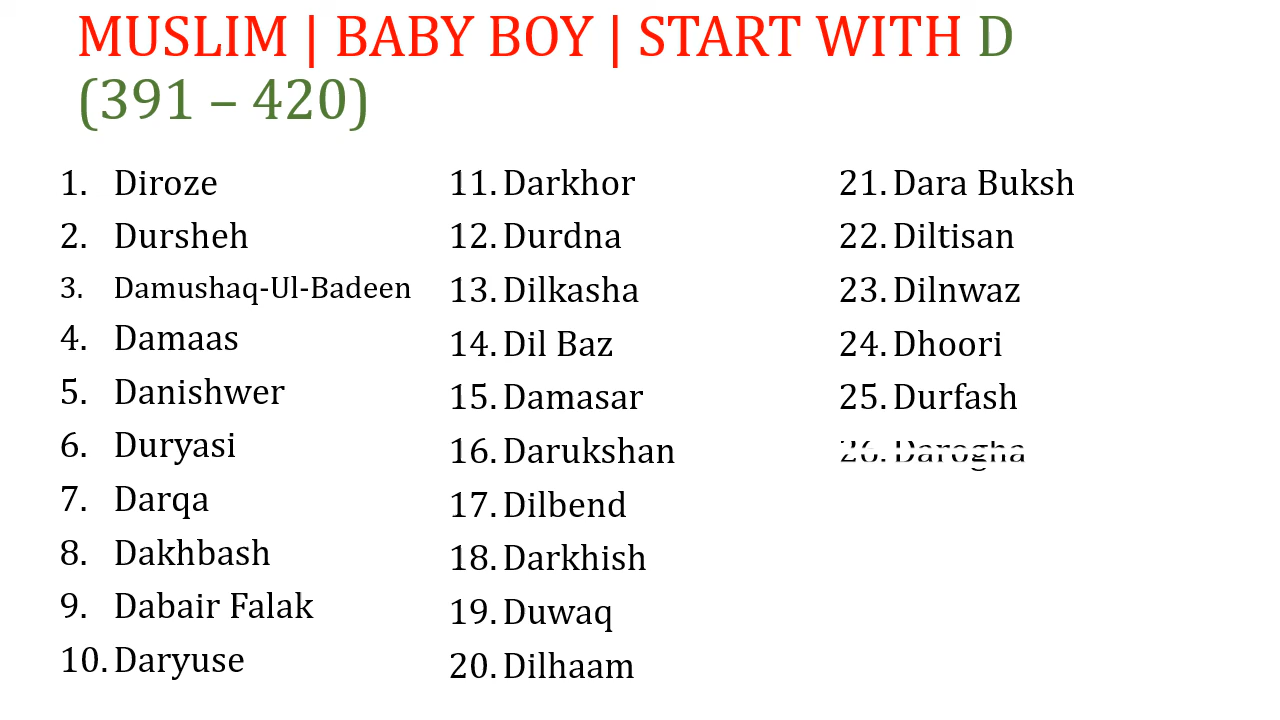 MUSLIM | BABY BOY | START WITH D
(391 – 420)
1. Diroze
2. Dursheh
3. Damushaq-Ul-Badeen
4. Damaas
5. Danishwer
6. Duryasi
7. Darqa
8. Dakhbash
9. Dabair Falak
10. Daryuse
11. Darkhor
12. Durdna
13. Dilkasha
14. Dil Baz
15. Damasar
16. Darukshan
17. Dilbend
18. Darkhish
19. Duwaq
20. Dilhaam
21. Dara Buksh
22. Diltisan
23. Dilnwaz
24. Dhoori
25. Durfash
26. Darogha